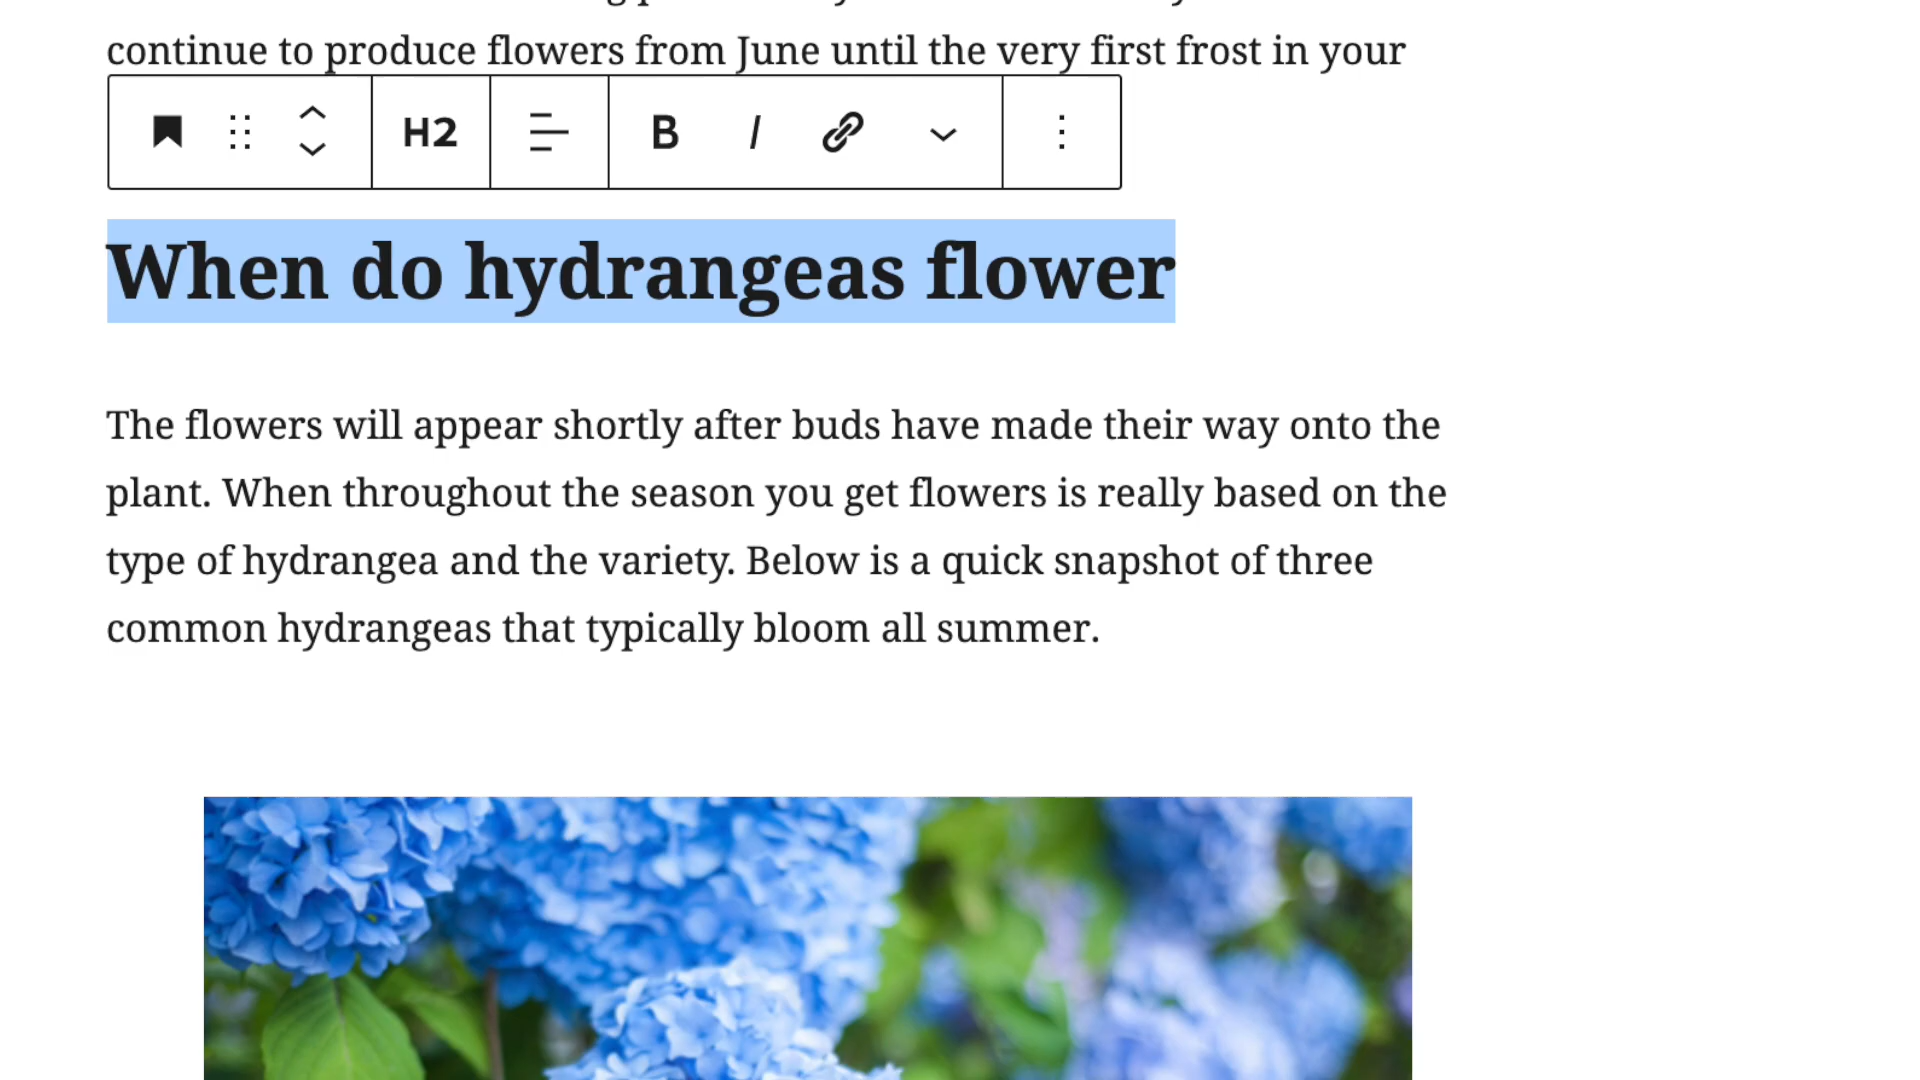 continue to produce flowers from June until the very first frost in your
H2
B I
When do hydrangeas flower
The flowers will appear shortly after buds have made their way onto the
plant. When throughout the season you get flowers is really based on the
type of hydrangea and the variety. Below is a quick snapshot of three
common hydrangeas that typically bloom all summer.